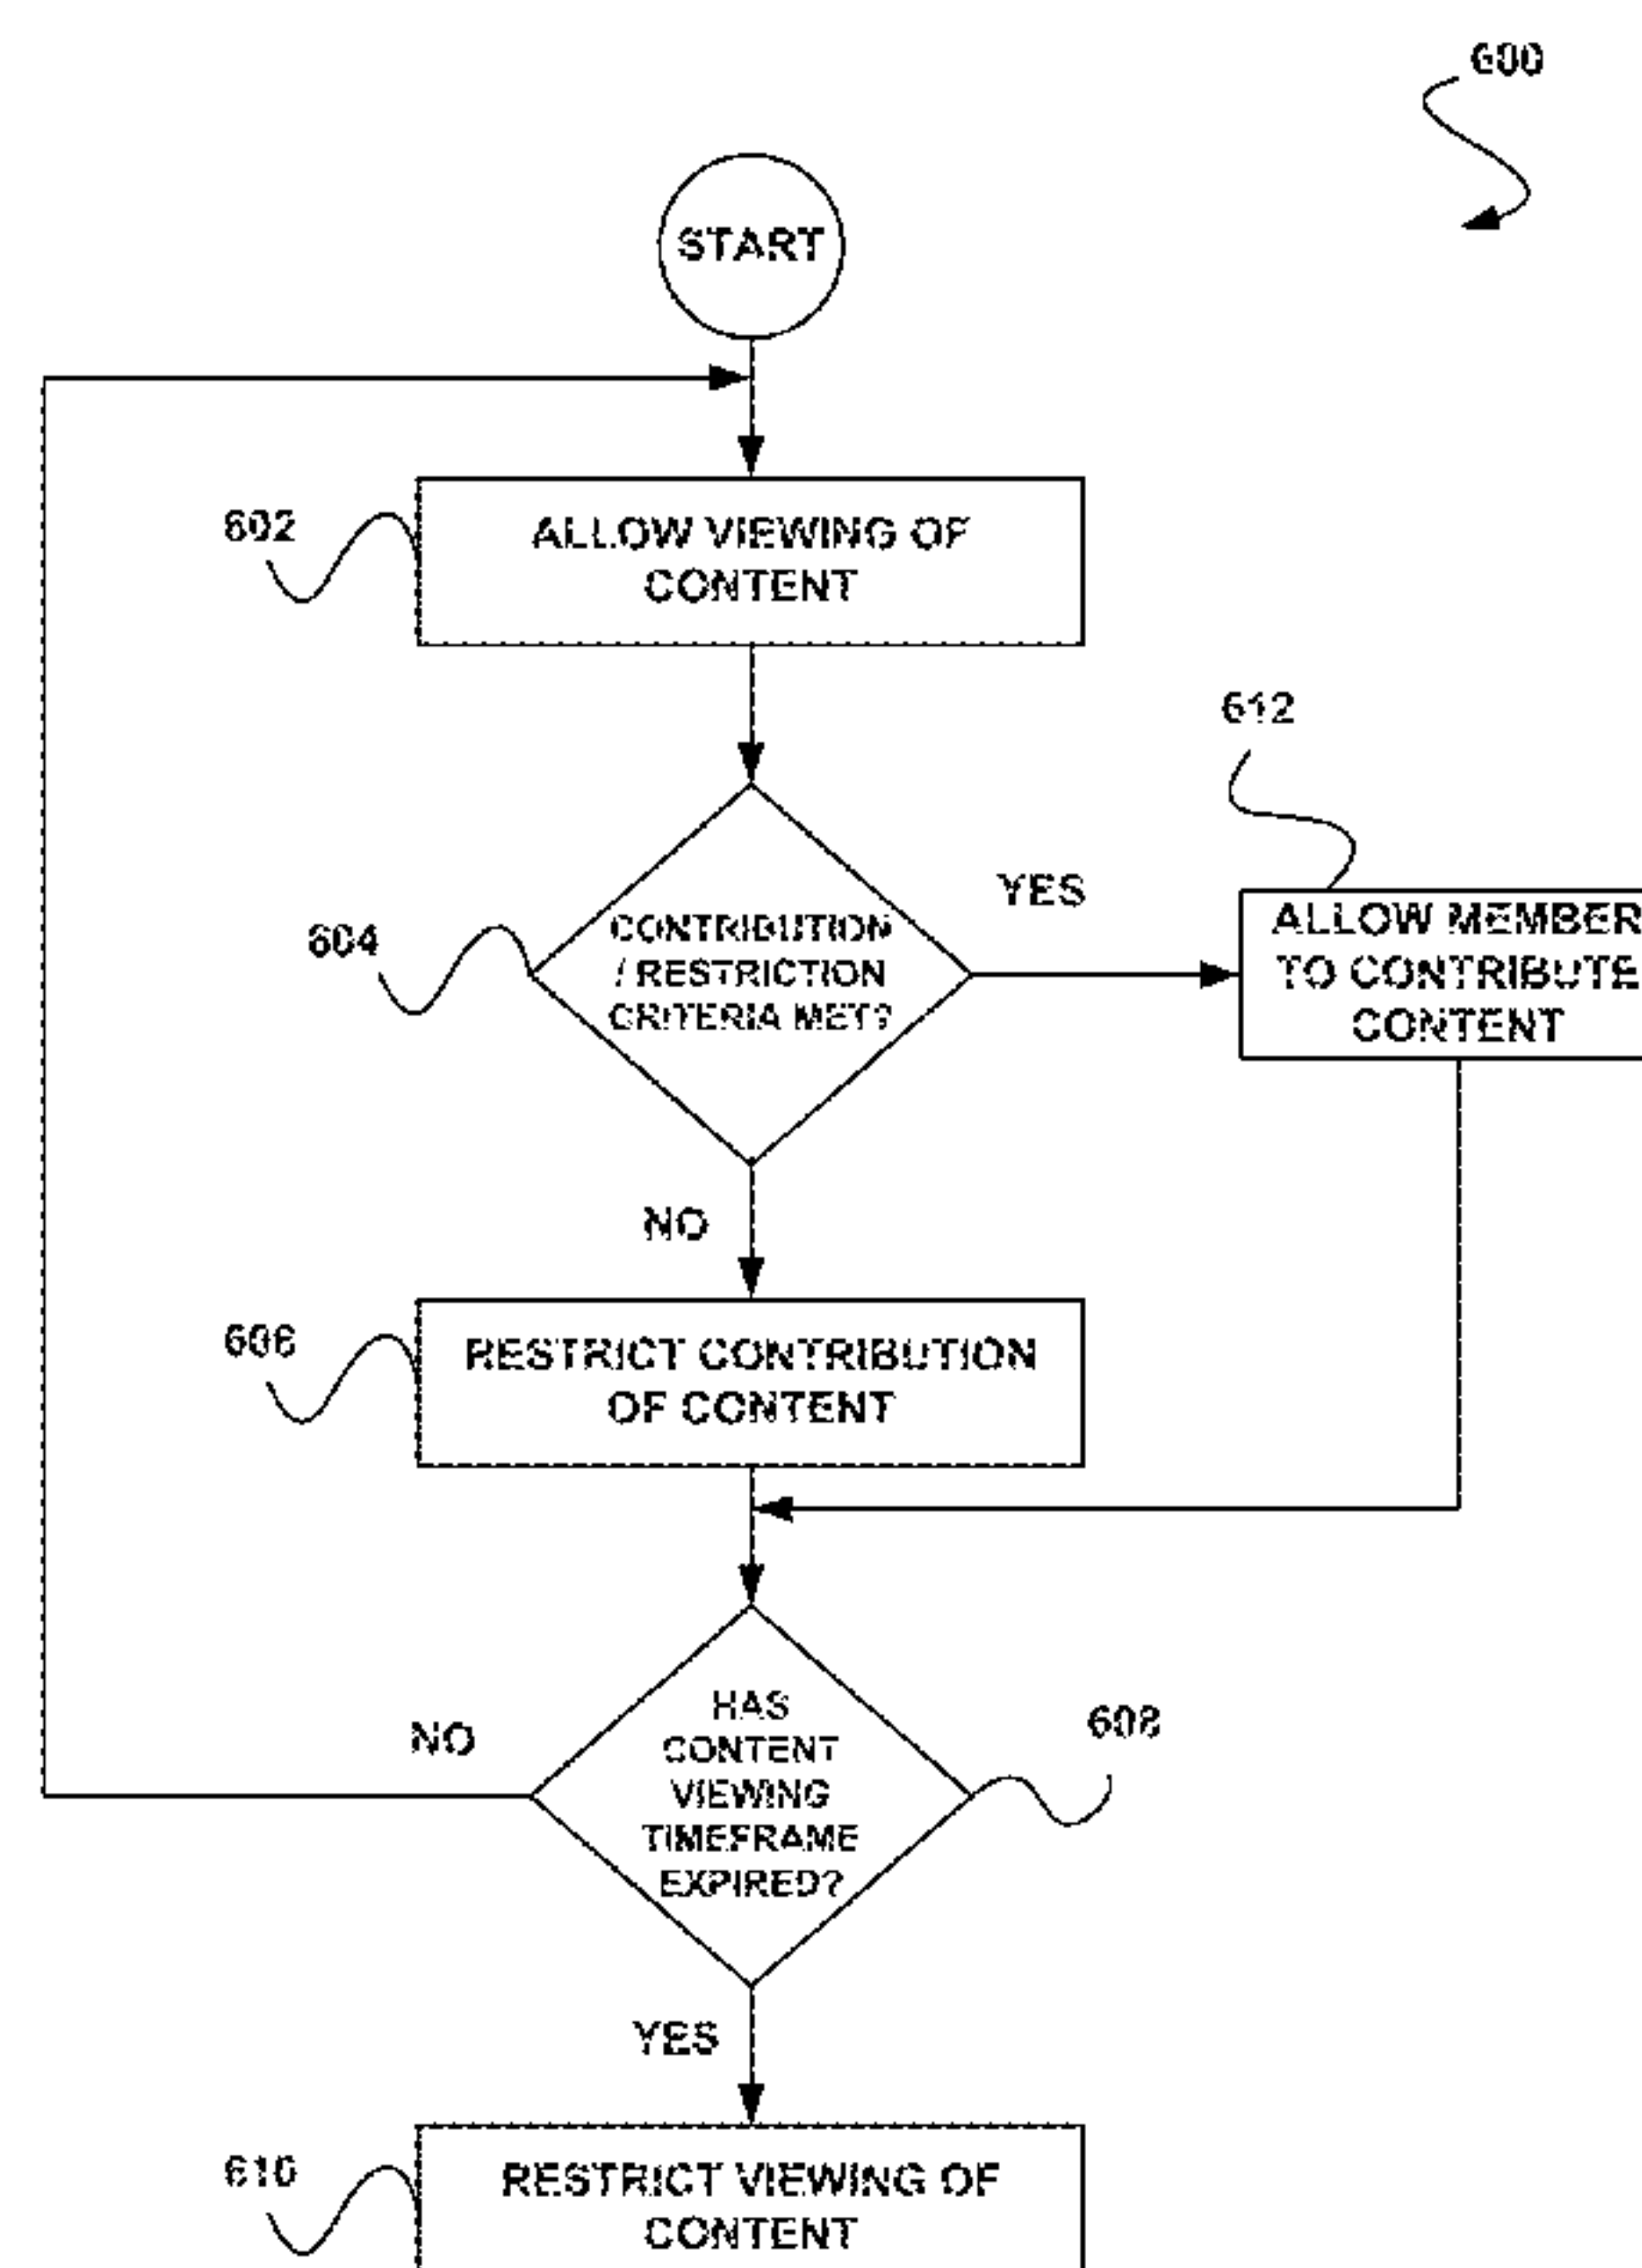 600
START
602
ALLOW VIEWING OF
CONTENT
612
YES
604
CONTRIBUTION
/ RESTRICTION
CRITERIA MET?
ALLOW MEMBER
TO CONTRIBUTE
CONTENT
NO
606
RESTRICT CONTRIBUTION
OF CONTENT
HAS
CONTENT
VIEWING
TIMEFRAME
EXPIRED?
NO
608
YES
610
RESTRICT VIEWING OF
CONTENT